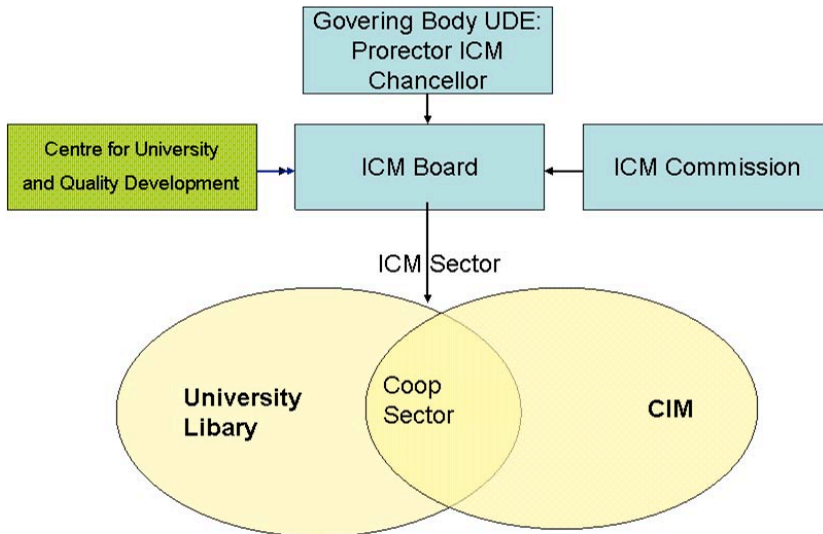 Govering Body UDE:
Prorector ICM
Chancellor
Centre for University
and Quality Development
ICM Board
ICM Commission
ICM Sector
University
Libary
Coop
Sector
CIM